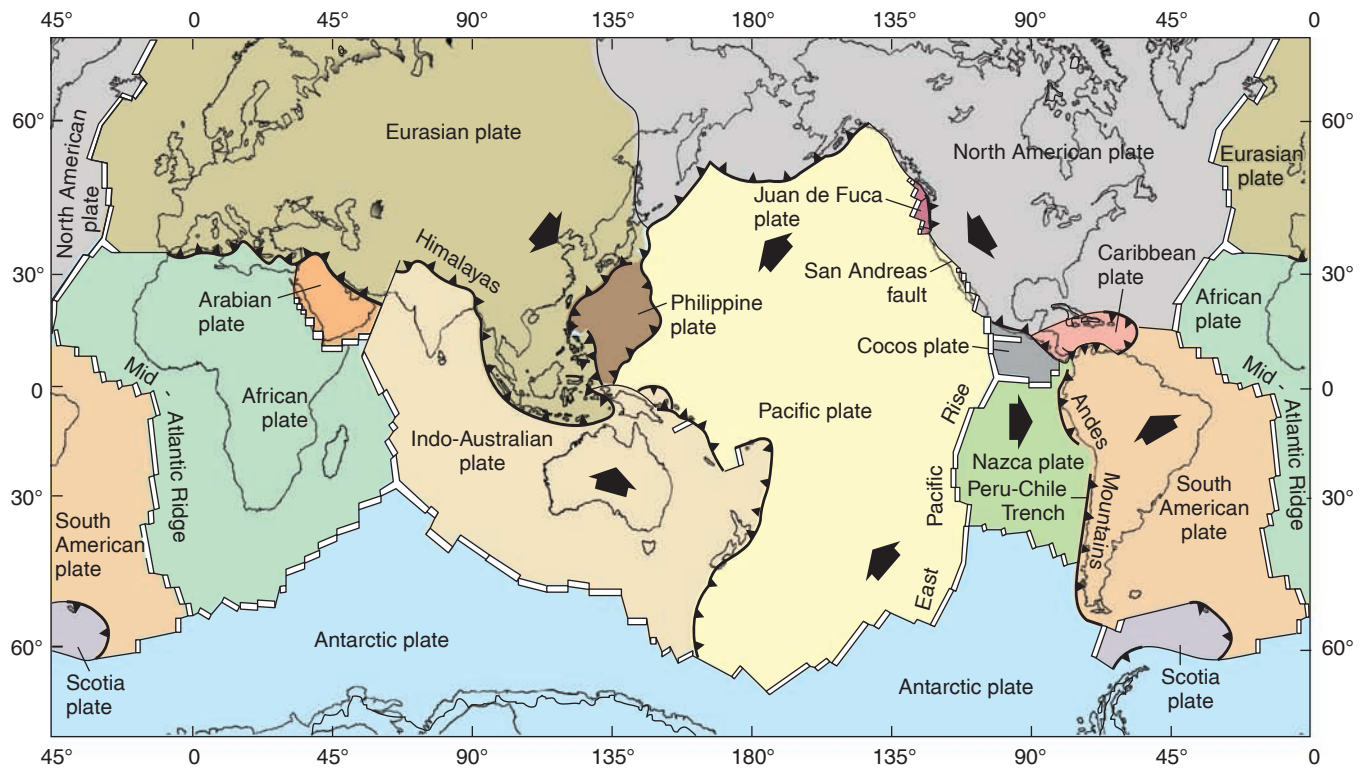 45° 0 45° 90° 135° 180° 135° 90° 45° 0
60°
30°
0
30°
60°
60°
30°
0
30°
60°
North American
plate
Eurasian plate
North American plate
Eurasian
plate
Juan de Fuca
plate
Himalayas
San Andreas
fault
Caribbean
plate
Arabian
plate
Philippine
plate
African
plate
Cocos plate
Mid - Atlantic Ridge
African
plate
Indo-Australian
plate
Pacific plate
East Pacific Rise
Andes Mountains
Mid - Atlantic Ridge
Nazca plate
Peru-Chile
Trench
South
American
plate
South
American
plate
Antarctic plate
Antarctic plate
Scotia
plate
Scotia
plate
45° 0 45° 90° 135° 180° 135° 90° 45° 0